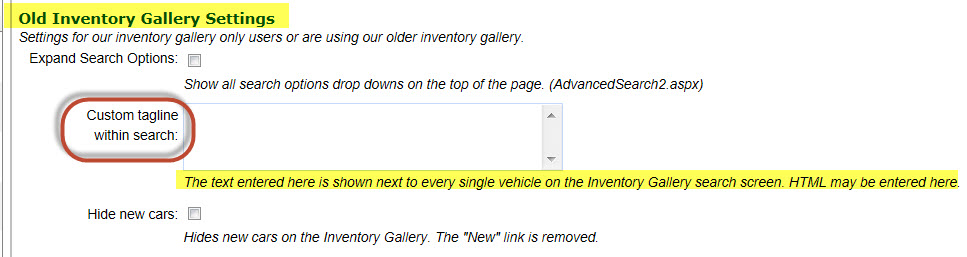 Old Inventory Gallery Settings
Settings for our inventory gallery only users or are using our older inventory gallery.
Expand Search Options:
Show all search options drop downs on the top of the page. (AdvancedSearch2.aspx)
Custom tagline
within search:
The text entered here is shown next to every single vehicle on the Inventory Gallery search screen. HTML may be entered here.
Hide new cars:
Hides new cars on the Inventory Gallery. The "New" link is removed.